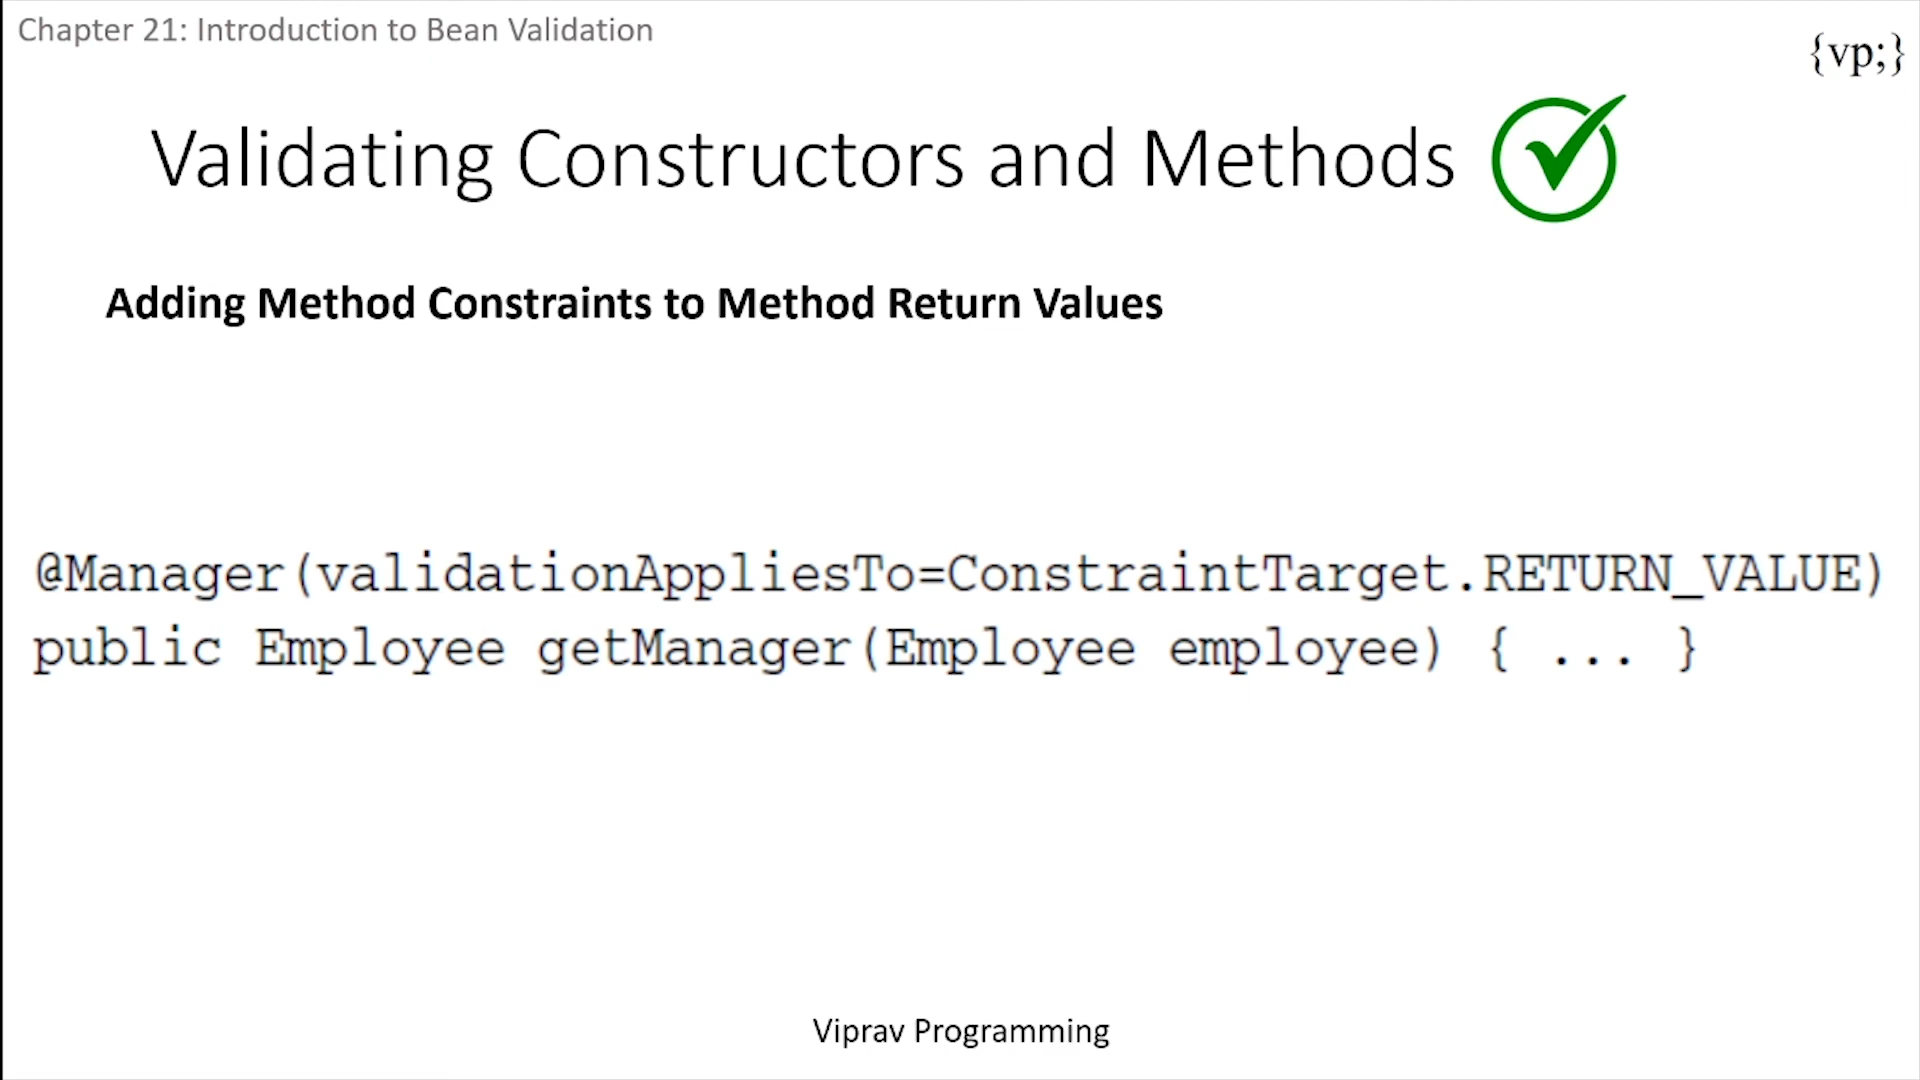 Chapter 21: Introduction to Bean Validation
{vp;}
Validating Constructors and Methods
Adding Method Constraints to Method Return Values
@Manager(validationAppliesTo=ConstraintTarget.RETURN_VALUE)
public Employee getManager(Employee employee) { ... }
Viprav Programming